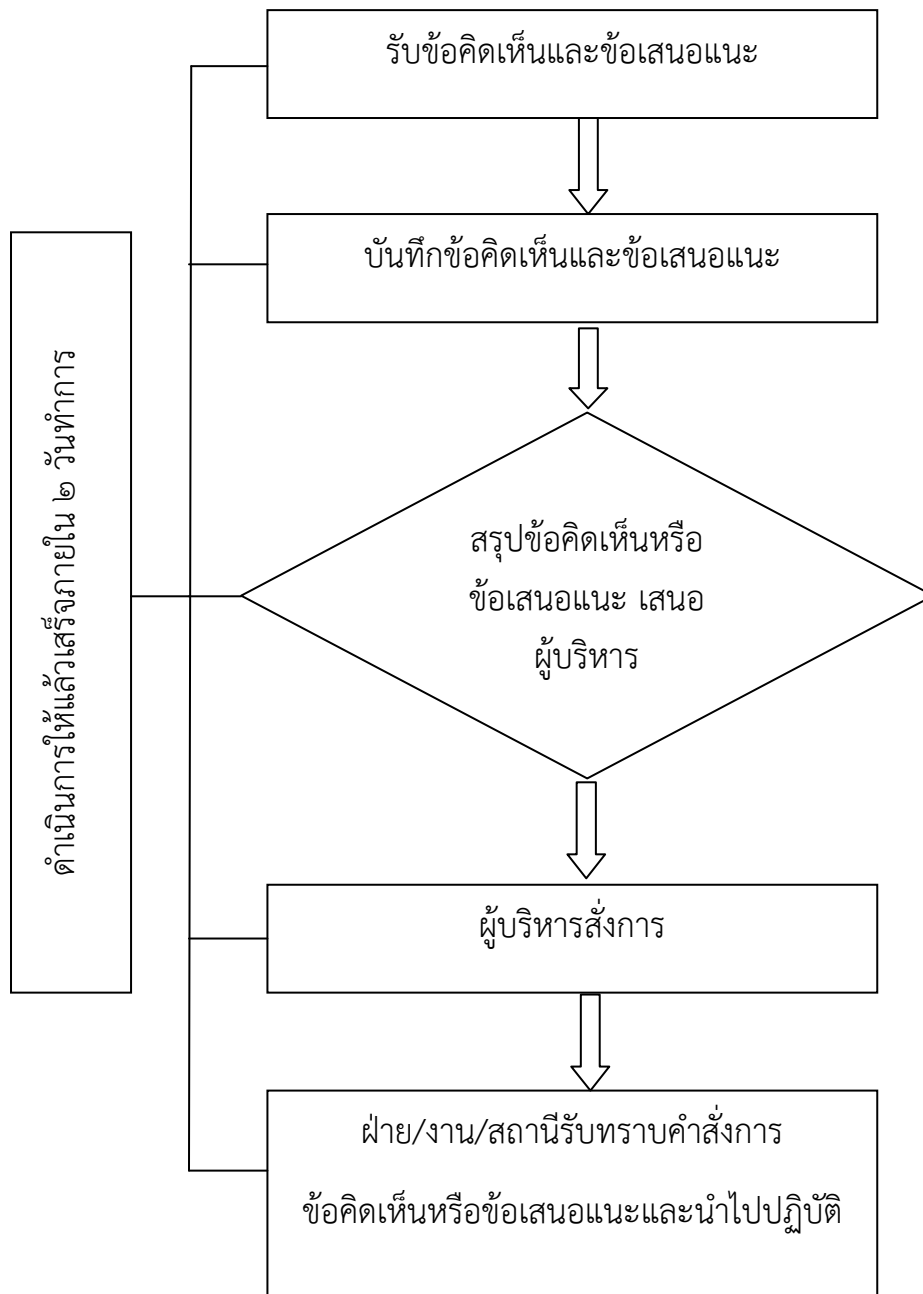 รับข้อคิดเห็นและข้อเสนอแนะ
บันทึกข้อคิดเห็นและข้อเสนอแนะ
ดำเนินการให้แล้วเสร็จภายใน ๒ วันทำการ
สรุปข้อคิดเห็นหรือ
ข้อเสนอแนะ เสนอ
ผู้บริหาร
ผู้บริหารสั่งการ
ฝ่าย/งาน/สถานีรับทราบคำสั่งการ
ข้อคิดเห็นหรือข้อเสนอแนะและนำไปปฏิบัติ